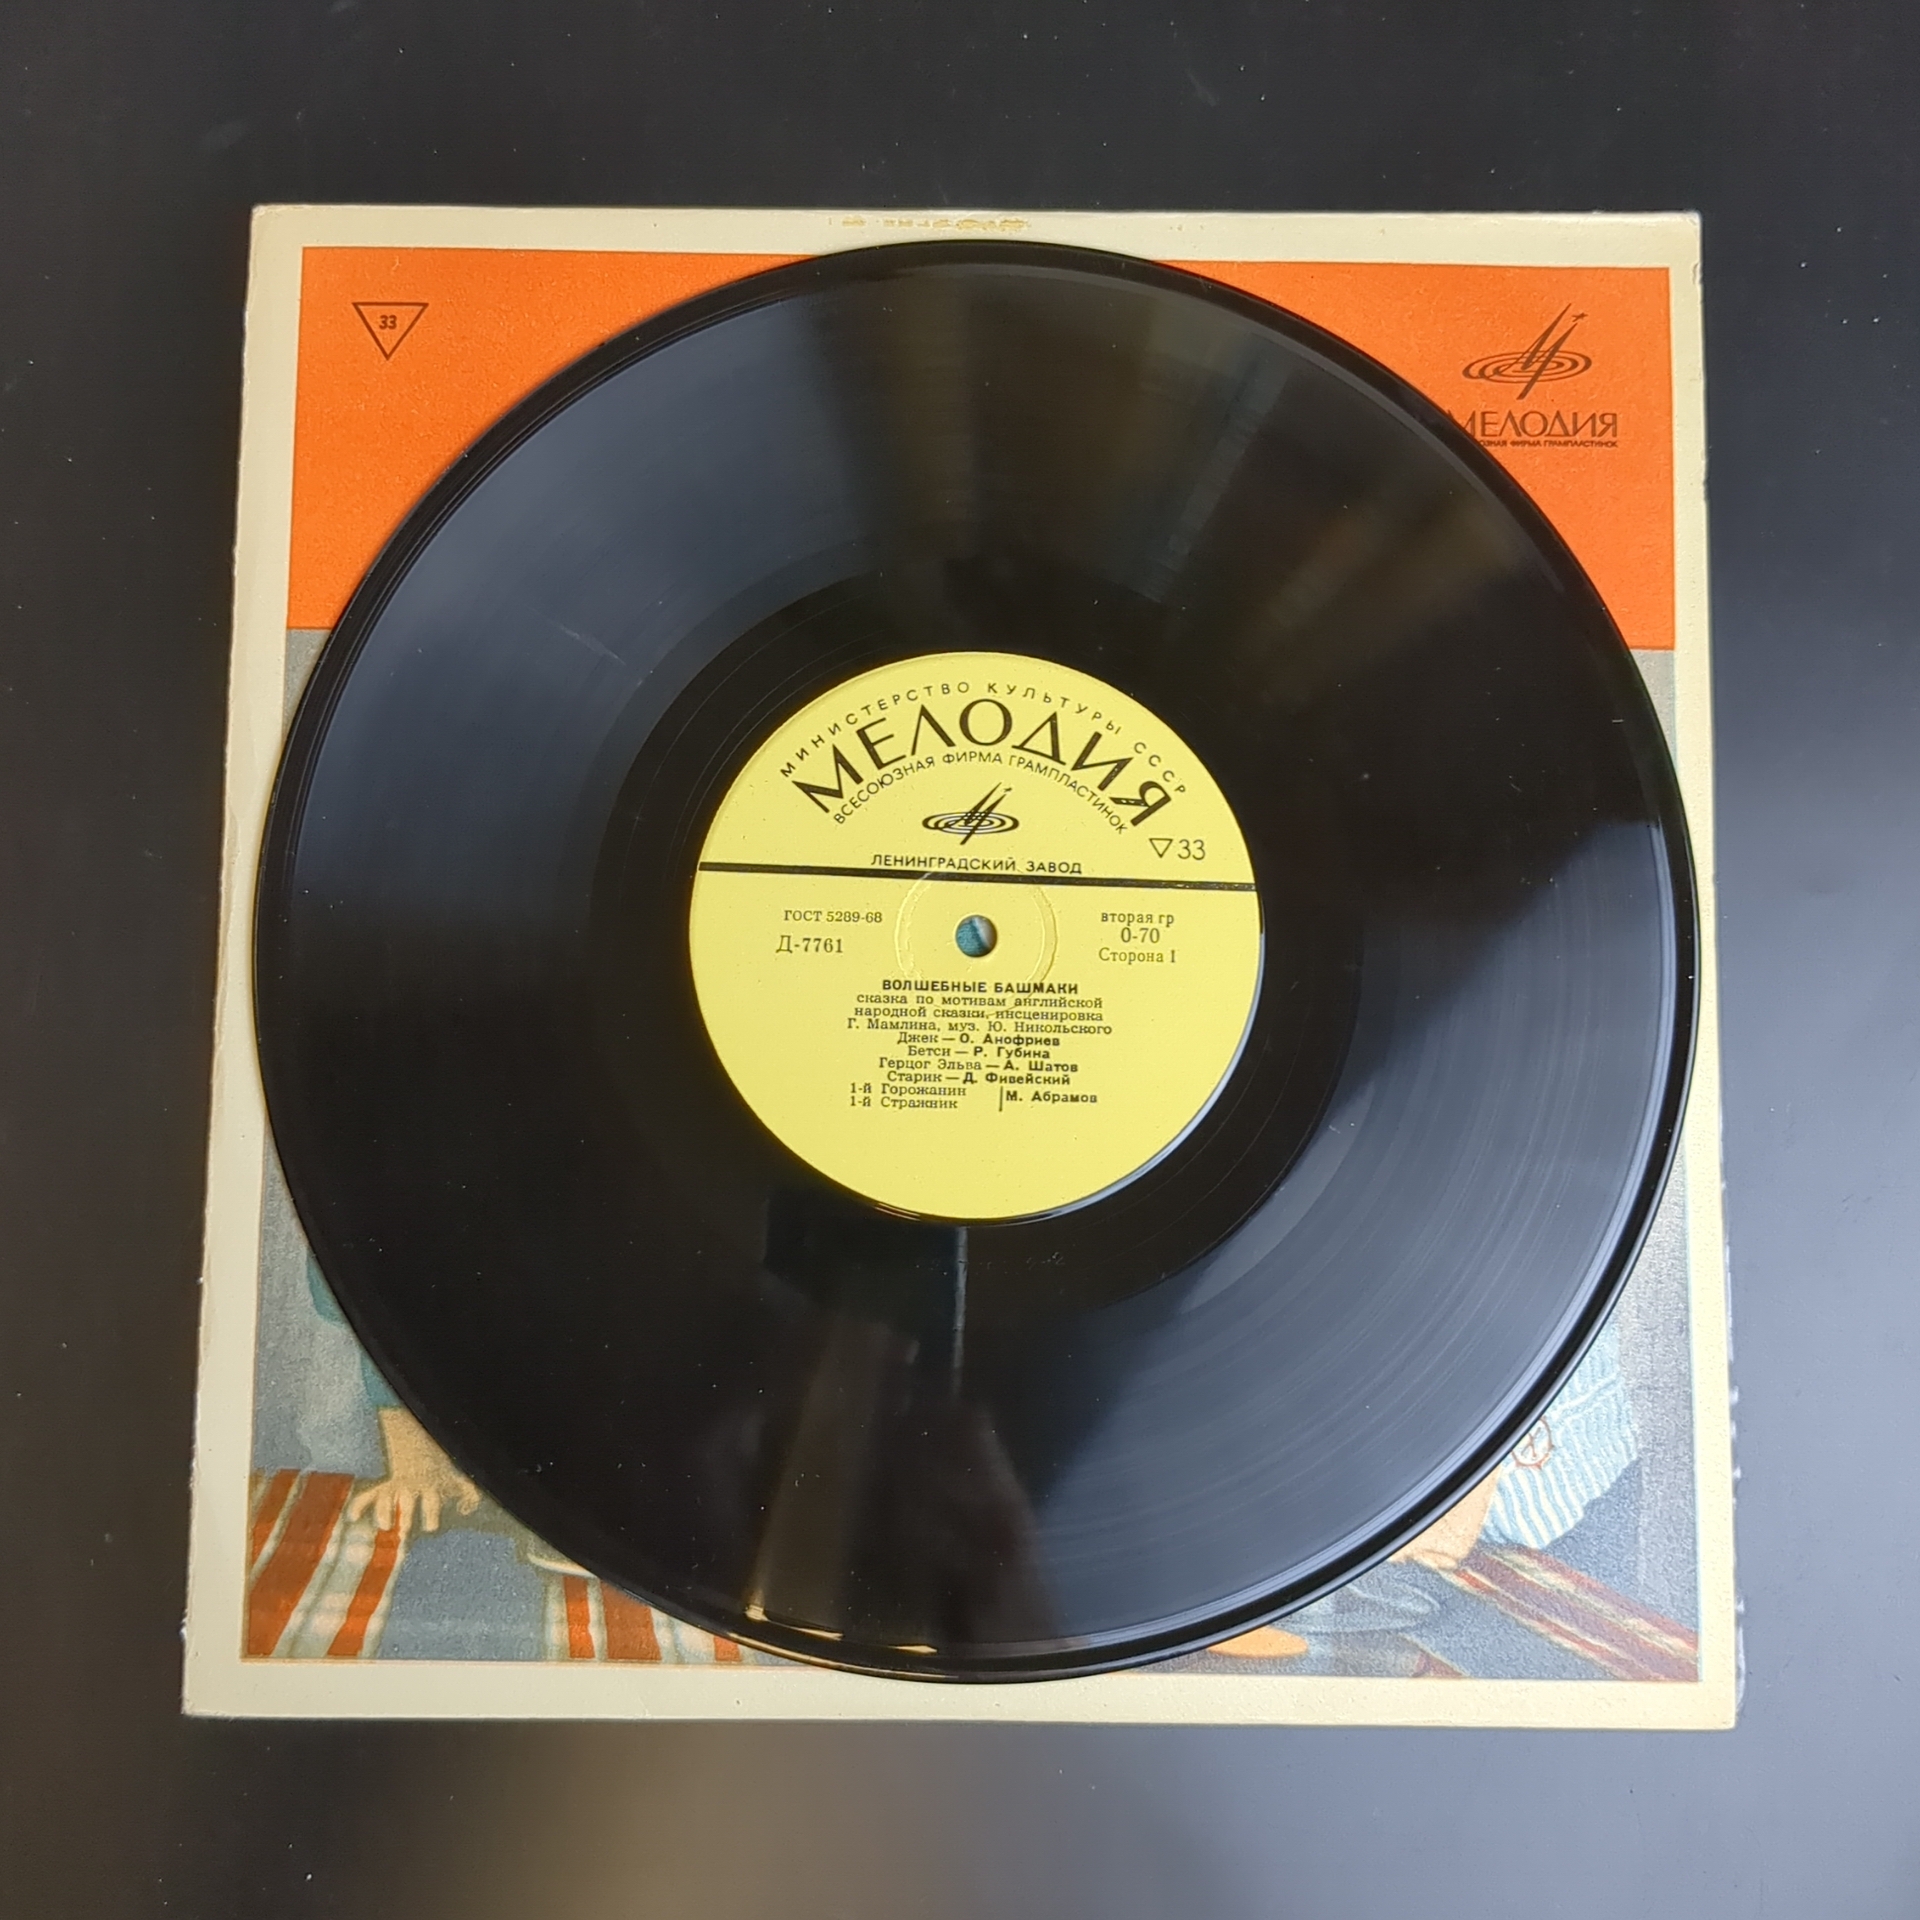 33
МЕЛОДИЯ
ФИРМА ГРАМПЛАСТИНОК
МИНИСТЕРСТВО КУЛЬТУРЫ СССР
МЕЛОДИЯ
ВСЕСОЮЗНАЯ ФИРМА ГРАМПЛАСТИНОК
33
ЛЕНИНГРАДСКИЙ ЗАВОД
ГОСТ 5289-68
Д-7761
вторая гр
0-70
Сторона 1
ВОЛШЕБНЫЕ БАШМАКИ
сказка по мотивам английской
народной сказки, инсценировка
Г. Мамлина, муз. Ю. Никольского
Джек — О. Анофриев
Бетси — Р. Губина
Герцог Эльва — А. Шатов
Старик — Д. Фивейский
1-й Горожанин
1-й Стражник
М. Абрамов